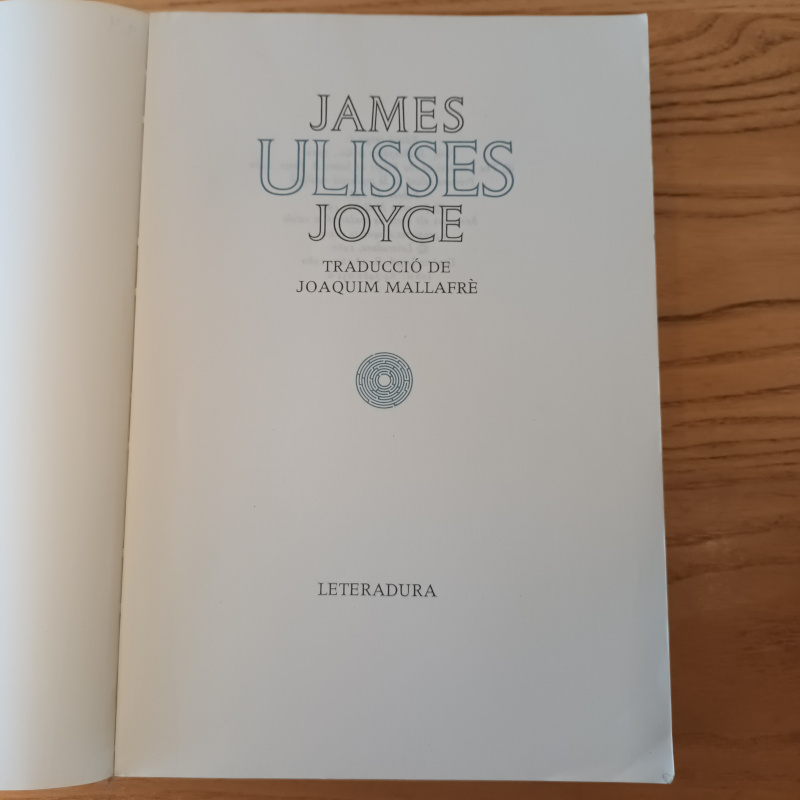 JAMES
ULISSES
JOYCE
TRADUCCIÓ DE
JOAQUIM MALLAFRÈ
LETERADURA